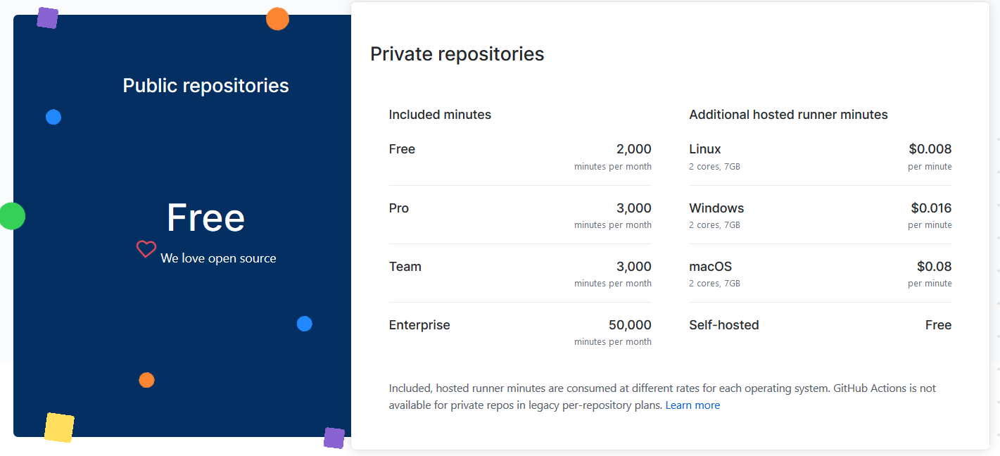 Public repositories
Free
We love open source
Private repositories
Included minutes
Free 2,000
minutes per month
Pro 3,000
minutes per month
Team 3,000
minutes per month
Enterprise 50,000
minutes per month
Additional hosted runner minutes
Linux $0.008
2 cores, 7GB per minute
Windows $0.016
2 cores, 7GB per minute
macOS $0.08
2 cores, 7GB per minute
Self-hosted Free
Included, hosted runner minutes are consumed at different rates for each operating system. GitHub Actions is not
available for private repos in legacy per-repository plans. Learn more